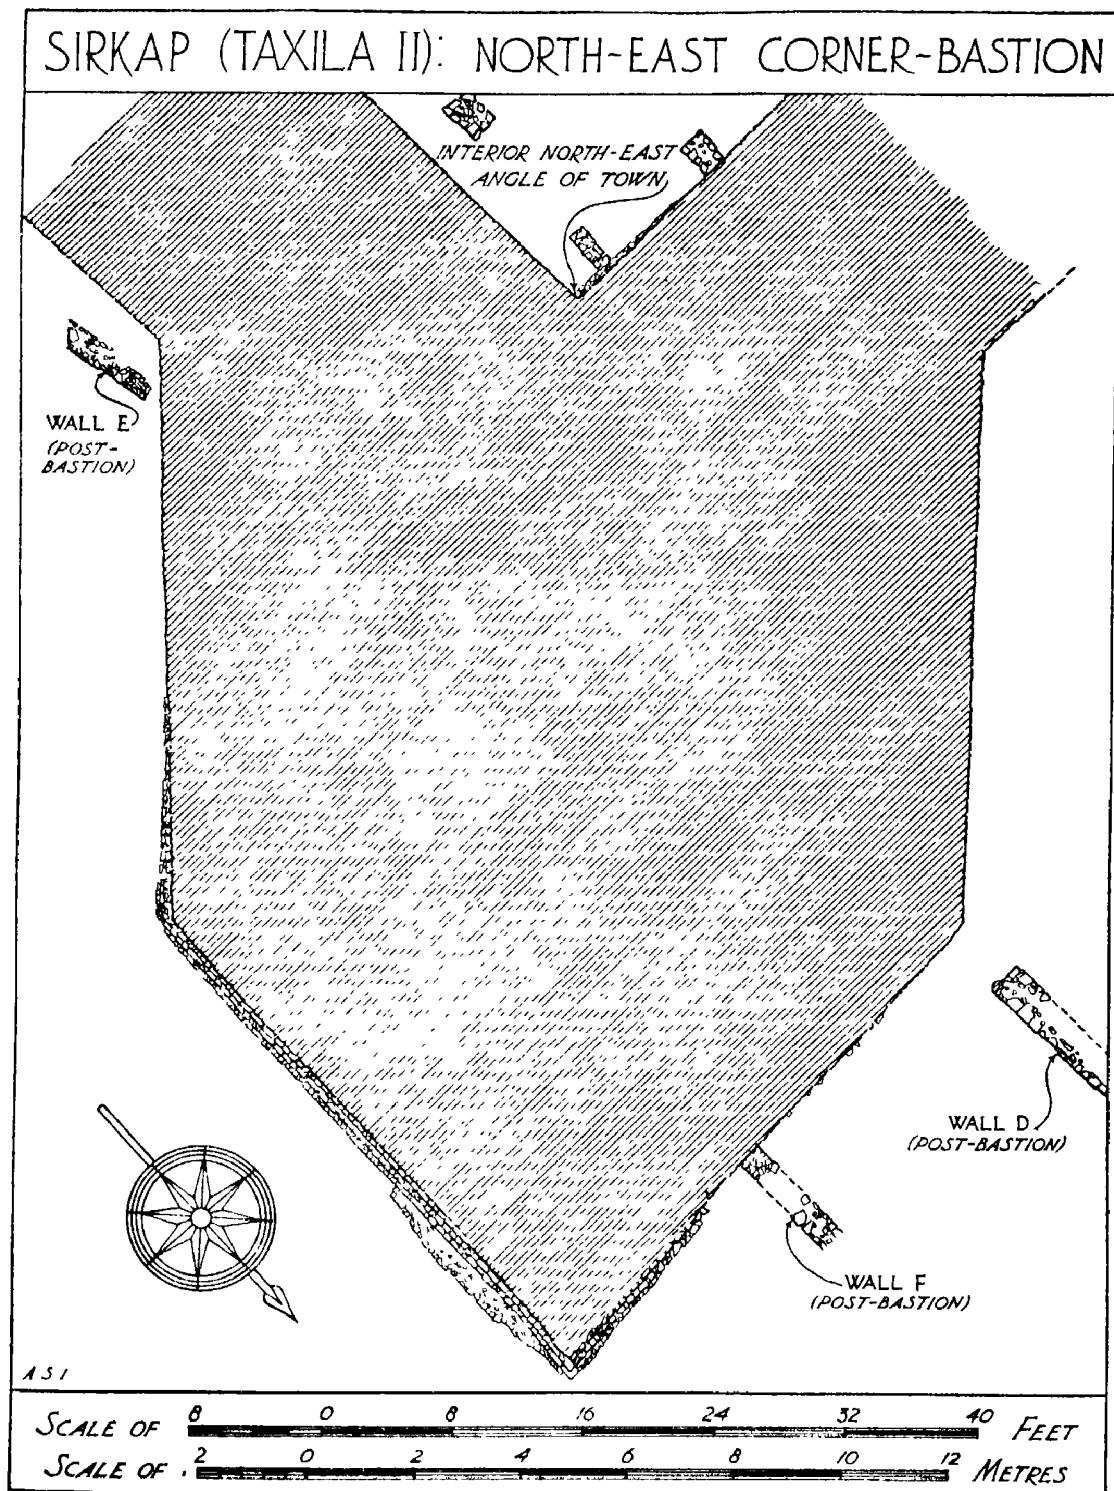 SIRKAP (TAXILA II): NORTH-EAST CORNER-BASTION
INTERIOR NORTH-EAST
ANGLE OF TOWN
WALL E
(POST-
BASTION)
WALL D
(POST-BASTION)
WALL F
(POST-BASTION)
A S I
SCALE OF 8 0 8 16 24 32 40 FEET
SCALE OF 2 0 2 4 6 8 10 12 METRES